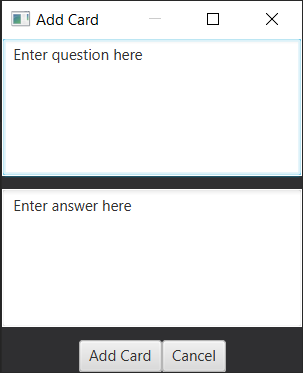 Add Card
Enter question here
Enter answer here
Add Card Cancel